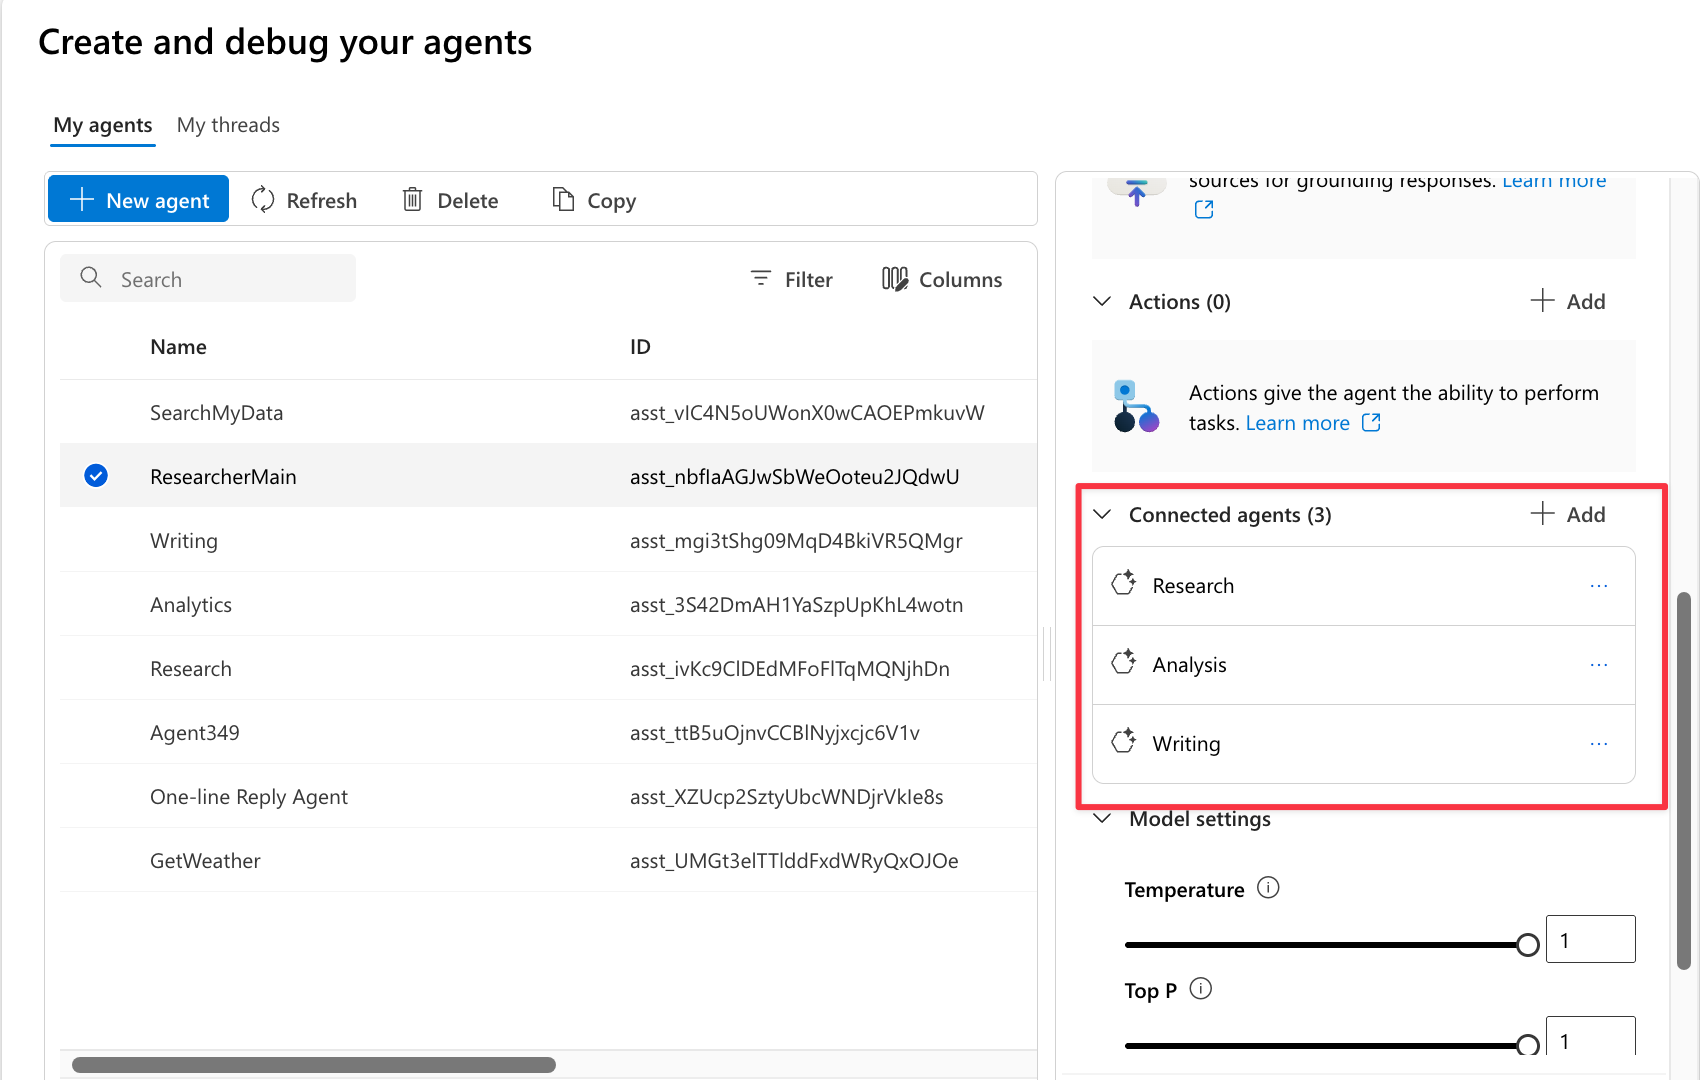 Create and debug your agents
My agents
My threads
New agent
Refresh
Delete
Copy
Search
Filter
Columns
Name ID
SearchMyData asst_vIC4N5oUWonX0wCAOEPmkuvW
ResearcherMain asst_nbfIaAGJwSbWeOoteu2JQdwU
Writing asst_mgi3tShg09MqD4BkiVR5QMgr
Analytics asst_3S42DmAH1YaSzpUpKhL4wotn
Research asst_ivKc9ClDEdMFoFlTqMQNjhDn
Agent349 asst_ttB5uOjnvCCBlNyjxcjc6V1v
One-line Reply Agent asst_XZUcp2SztyUbcWNDjrVkIe8s
GetWeather asst_UMGt3elTTlddFxdWRyQxOJOe
sources for grounding responses. Learn more
Actions (0) Add
Actions give the agent the ability to perform
tasks. Learn more
Connected agents (3) Add
Research ...
Analysis ...
Writing ...
Model settings
Temperature
1
Top P
1